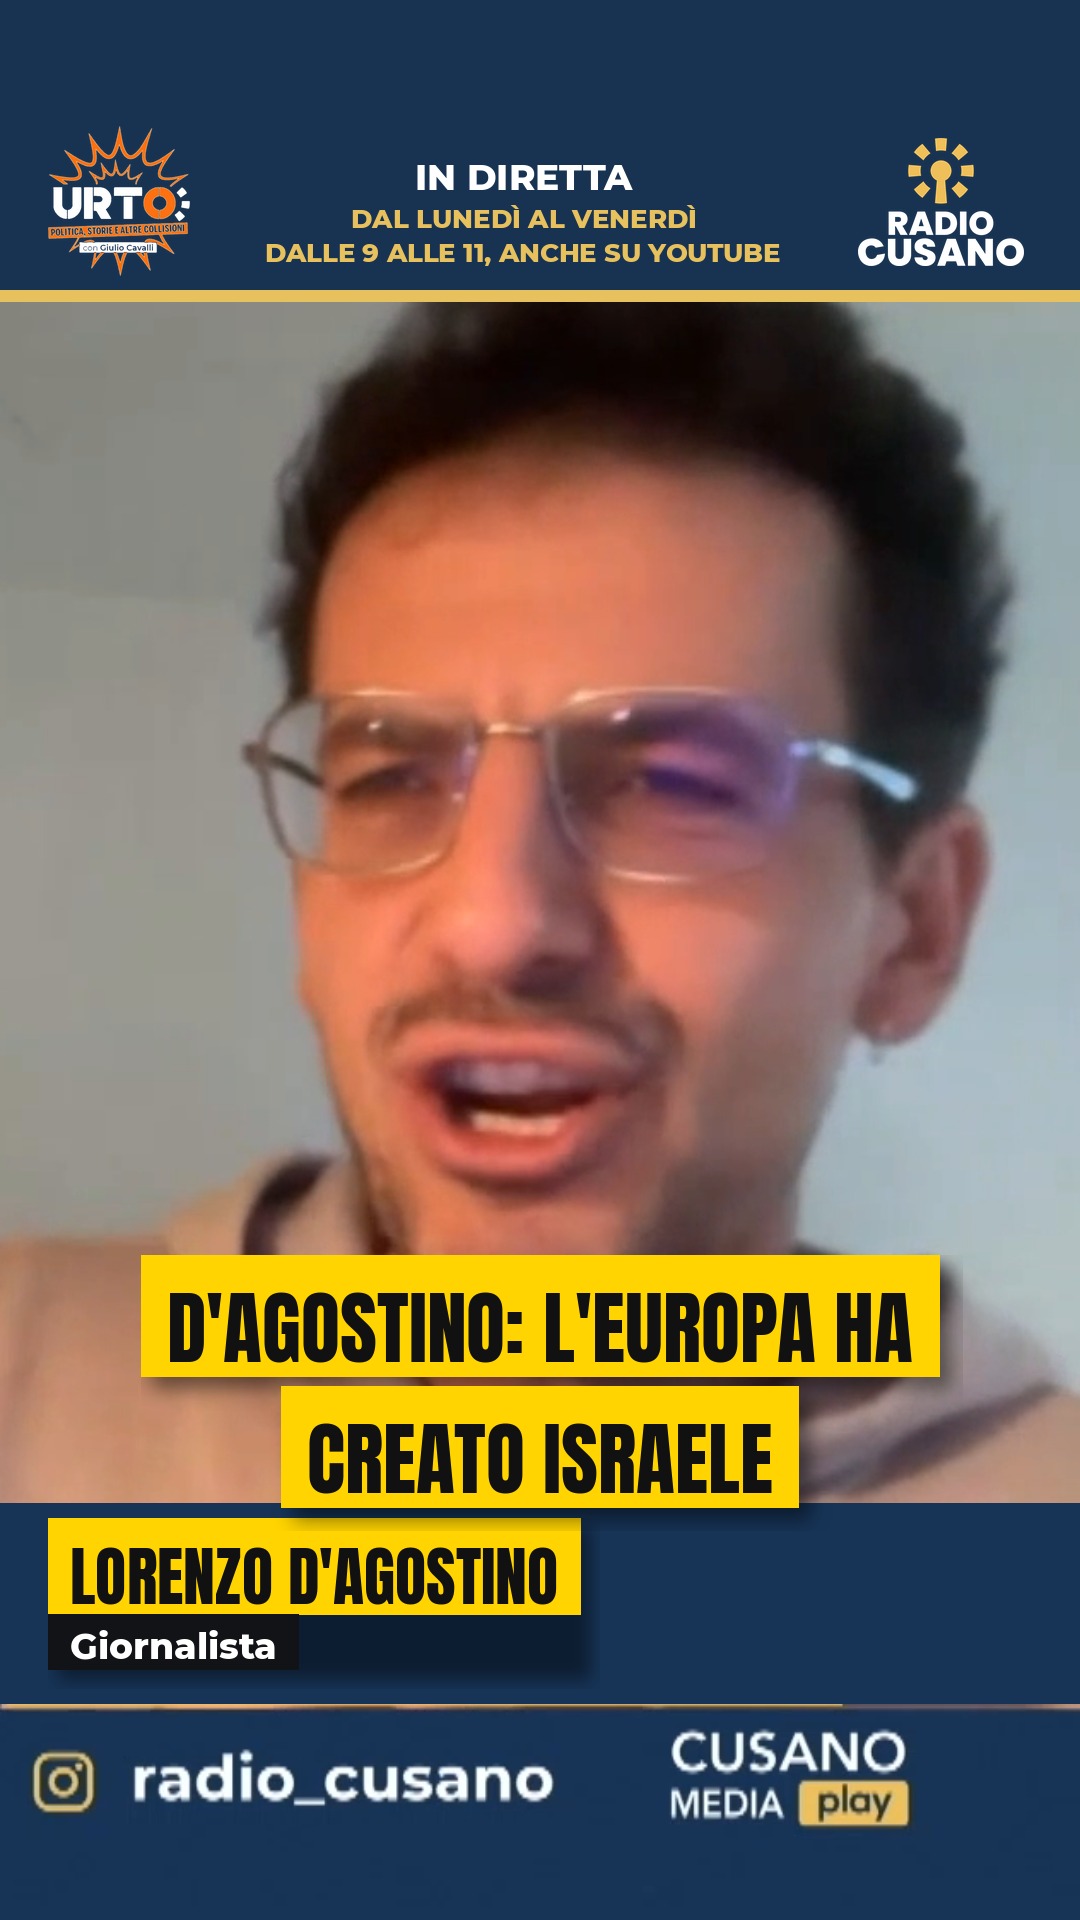 URTO
POLITICA, STORIE E ALTRE COLLISIONI
con Giulio Cavalli
IN DIRETTA
DAL LUNEDÌ AL VENERDÌ
DALLE 9 ALLE 11, ANCHE SU YOUTUBE
RADIO
CUSANO
D'AGOSTINO: L'EUROPA HA
CREATO ISRAELE
LORENZO D'AGOSTINO
Giornalista
radio_cusano
CUSANO
MEDIA play